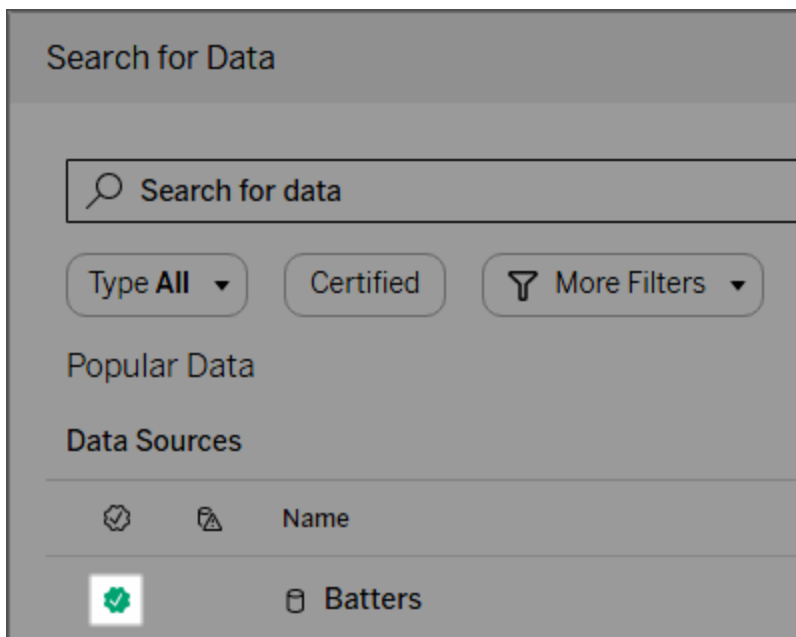 Search for Data
Search for data
Type All Certified More Filters
Popular Data
Data Sources
Name
Batters